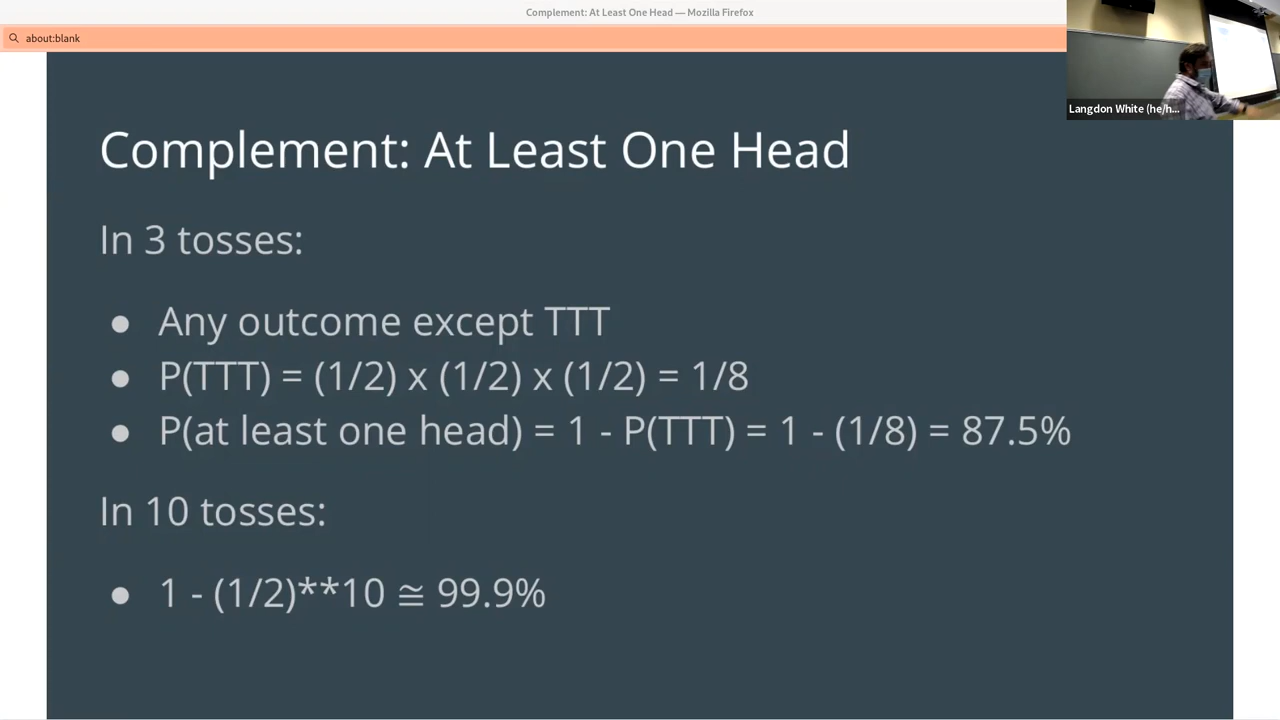 Complement: At Least One Head — Mozilla Firefox
about:blank
Langdon White (he/h...
Complement: At Least One Head
In 3 tosses:
● Any outcome except TTT
● P(TTT) = (1/2) x (1/2) x (1/2) = 1/8
● P(at least one head) = 1 - P(TTT) = 1 - (1/8) = 87.5%
In 10 tosses:
● 1 - (1/2)**10 ≅ 99.9%